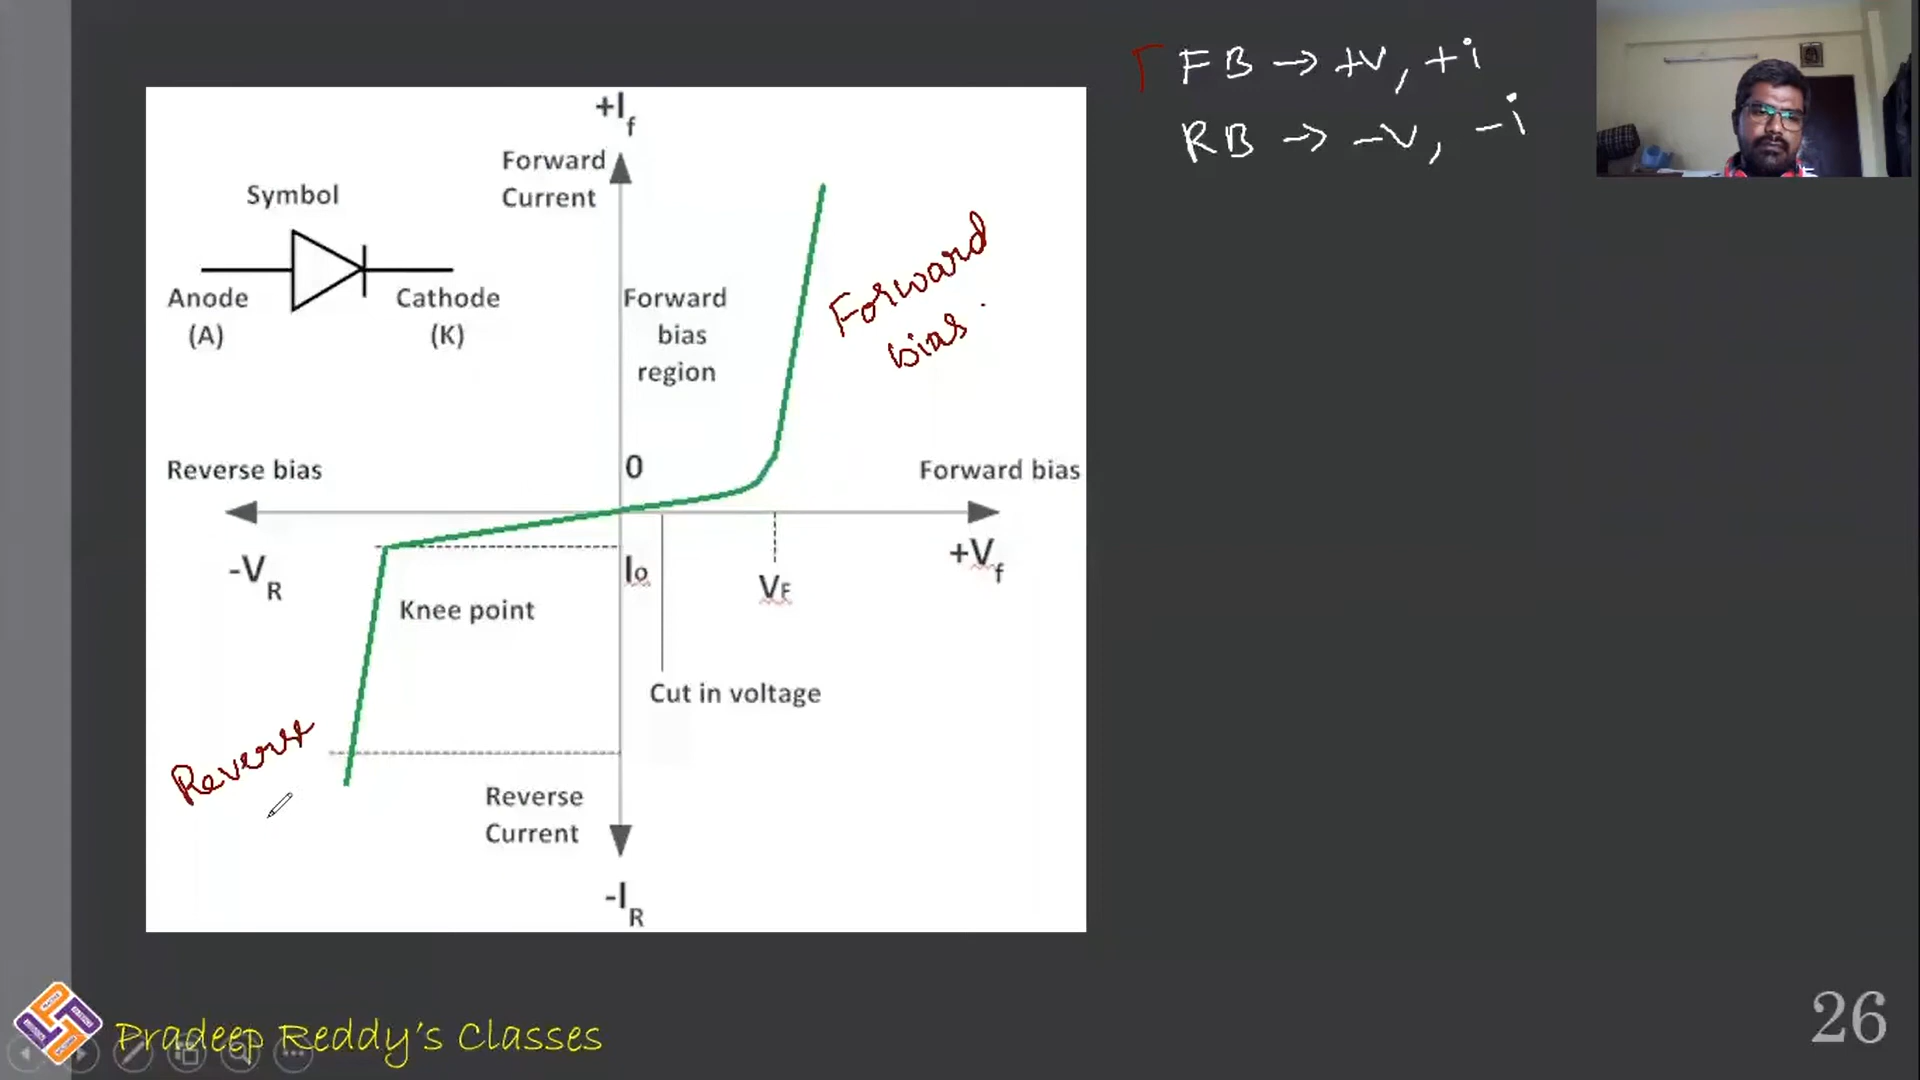 FB → +V, +i
RB → -V, -i
+If
Forward
Current
Symbol
Anode
(A)
Cathode
(K)
Forward
bias
region
Forward
bias.
Reverse bias
0
Forward bias
-VR
Io
VF
+Vf
Knee point
Cut in voltage
Reverse
Reverse
Current
-IR
Pradeep Reddy's Classes
26